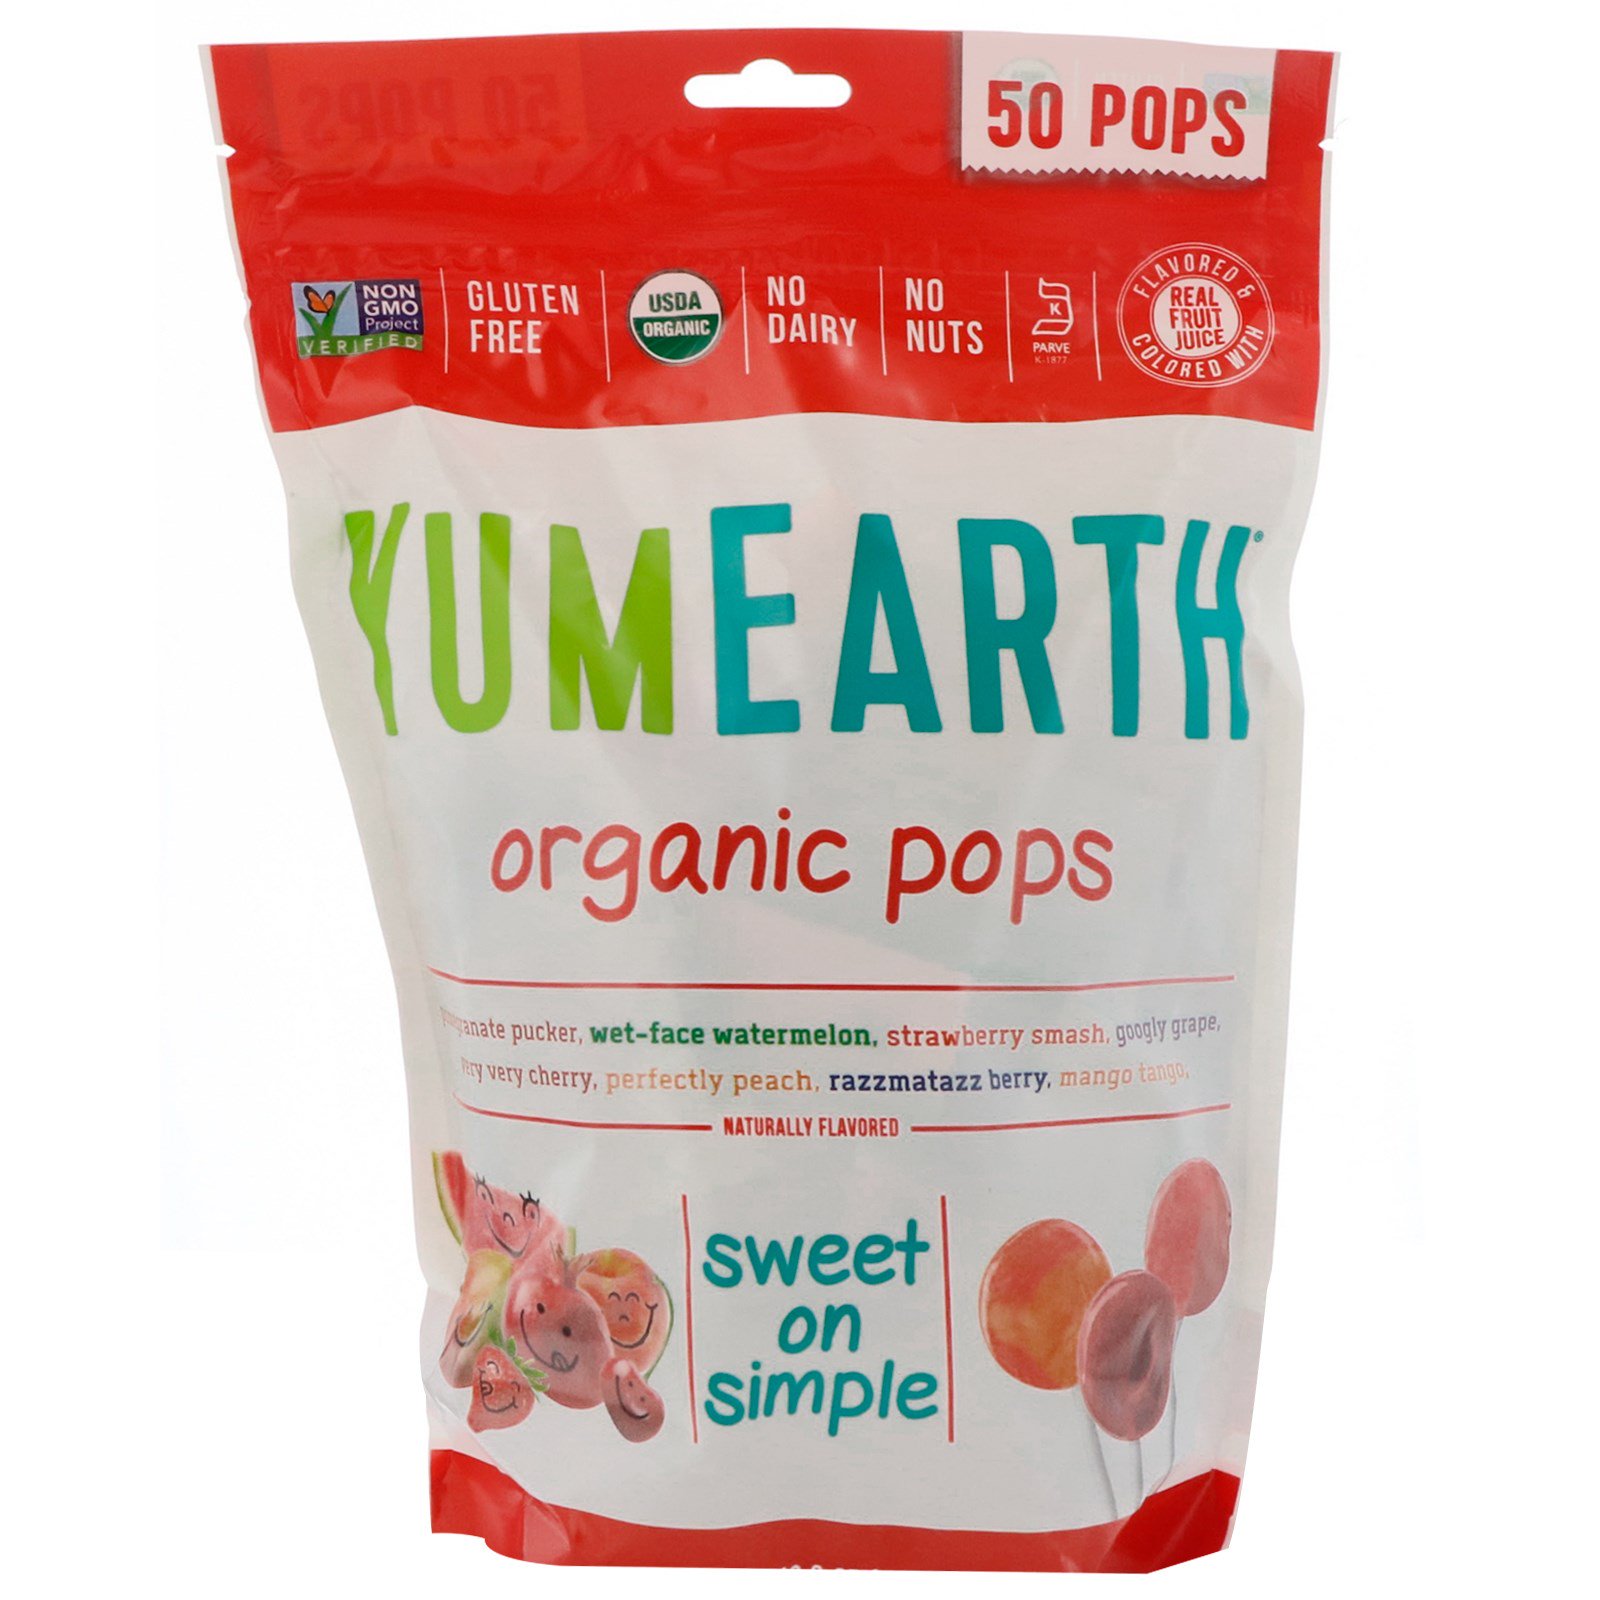 50 POPS
NON
GMO
Project
VERIFIED
GLUTEN
FREE
USDA
ORGANIC
NO
DAIRY
NO
NUTS
K
PARVE
K-1877
FLAVORED &
REAL
FRUIT
JUICE
COLORED WITH
YUMEARTH®
organic pops
pucker, wet-face watermelon, strawberry smash, googly grape,
very cherry, perfectly peach, razzmatazz berry, mango tango,
NATURALLY FLAVORED
sweet
on
simple